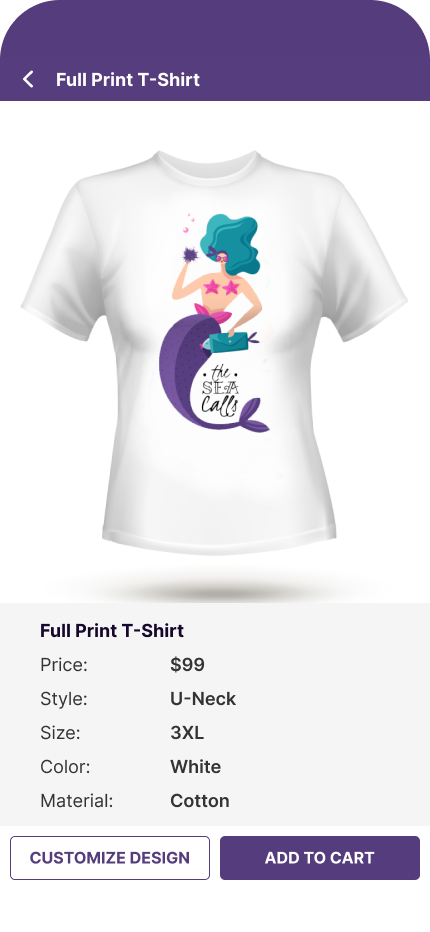 Full Print T-Shirt
the
SEA
Calls
Full Print T-Shirt
Price: $99
Style: U-Neck
Size: 3XL
Color: White
Material: Cotton
CUSTOMIZE DESIGN ADD TO CART